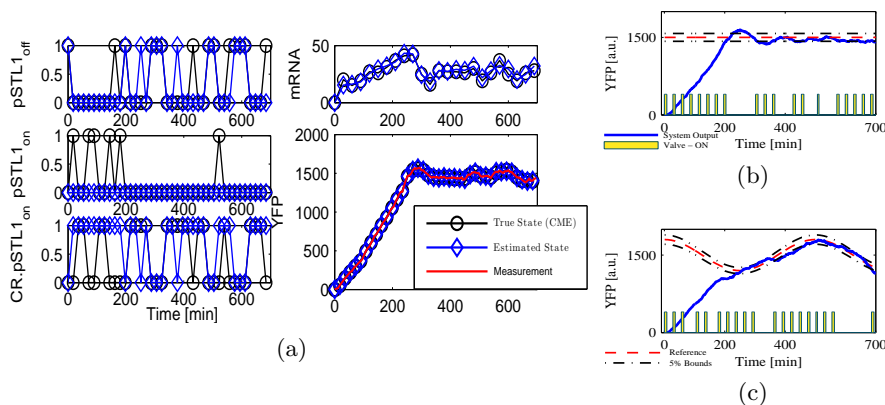 pSTL1off
1
0.5
0
0 200 400 600
pSTL1on
1
0.5
0
0 200 400 600
CR.pSTL1on
1
0.5
0
0 200 400 600
Time [min]
mRNA
50
0
0 200 400 600
YFP
2000
1500
1000
500
0
0 200 400 600
True State (CME)
Estimated State
Measurement
(a)
YFP [a.u.]
1500
0
0 200 400 700
Time [min]
System Output
Valve – ON
(b)
YFP [a.u.]
1500
0
0 200 400 700
Time [min]
Reference
5% Bounds
(c)